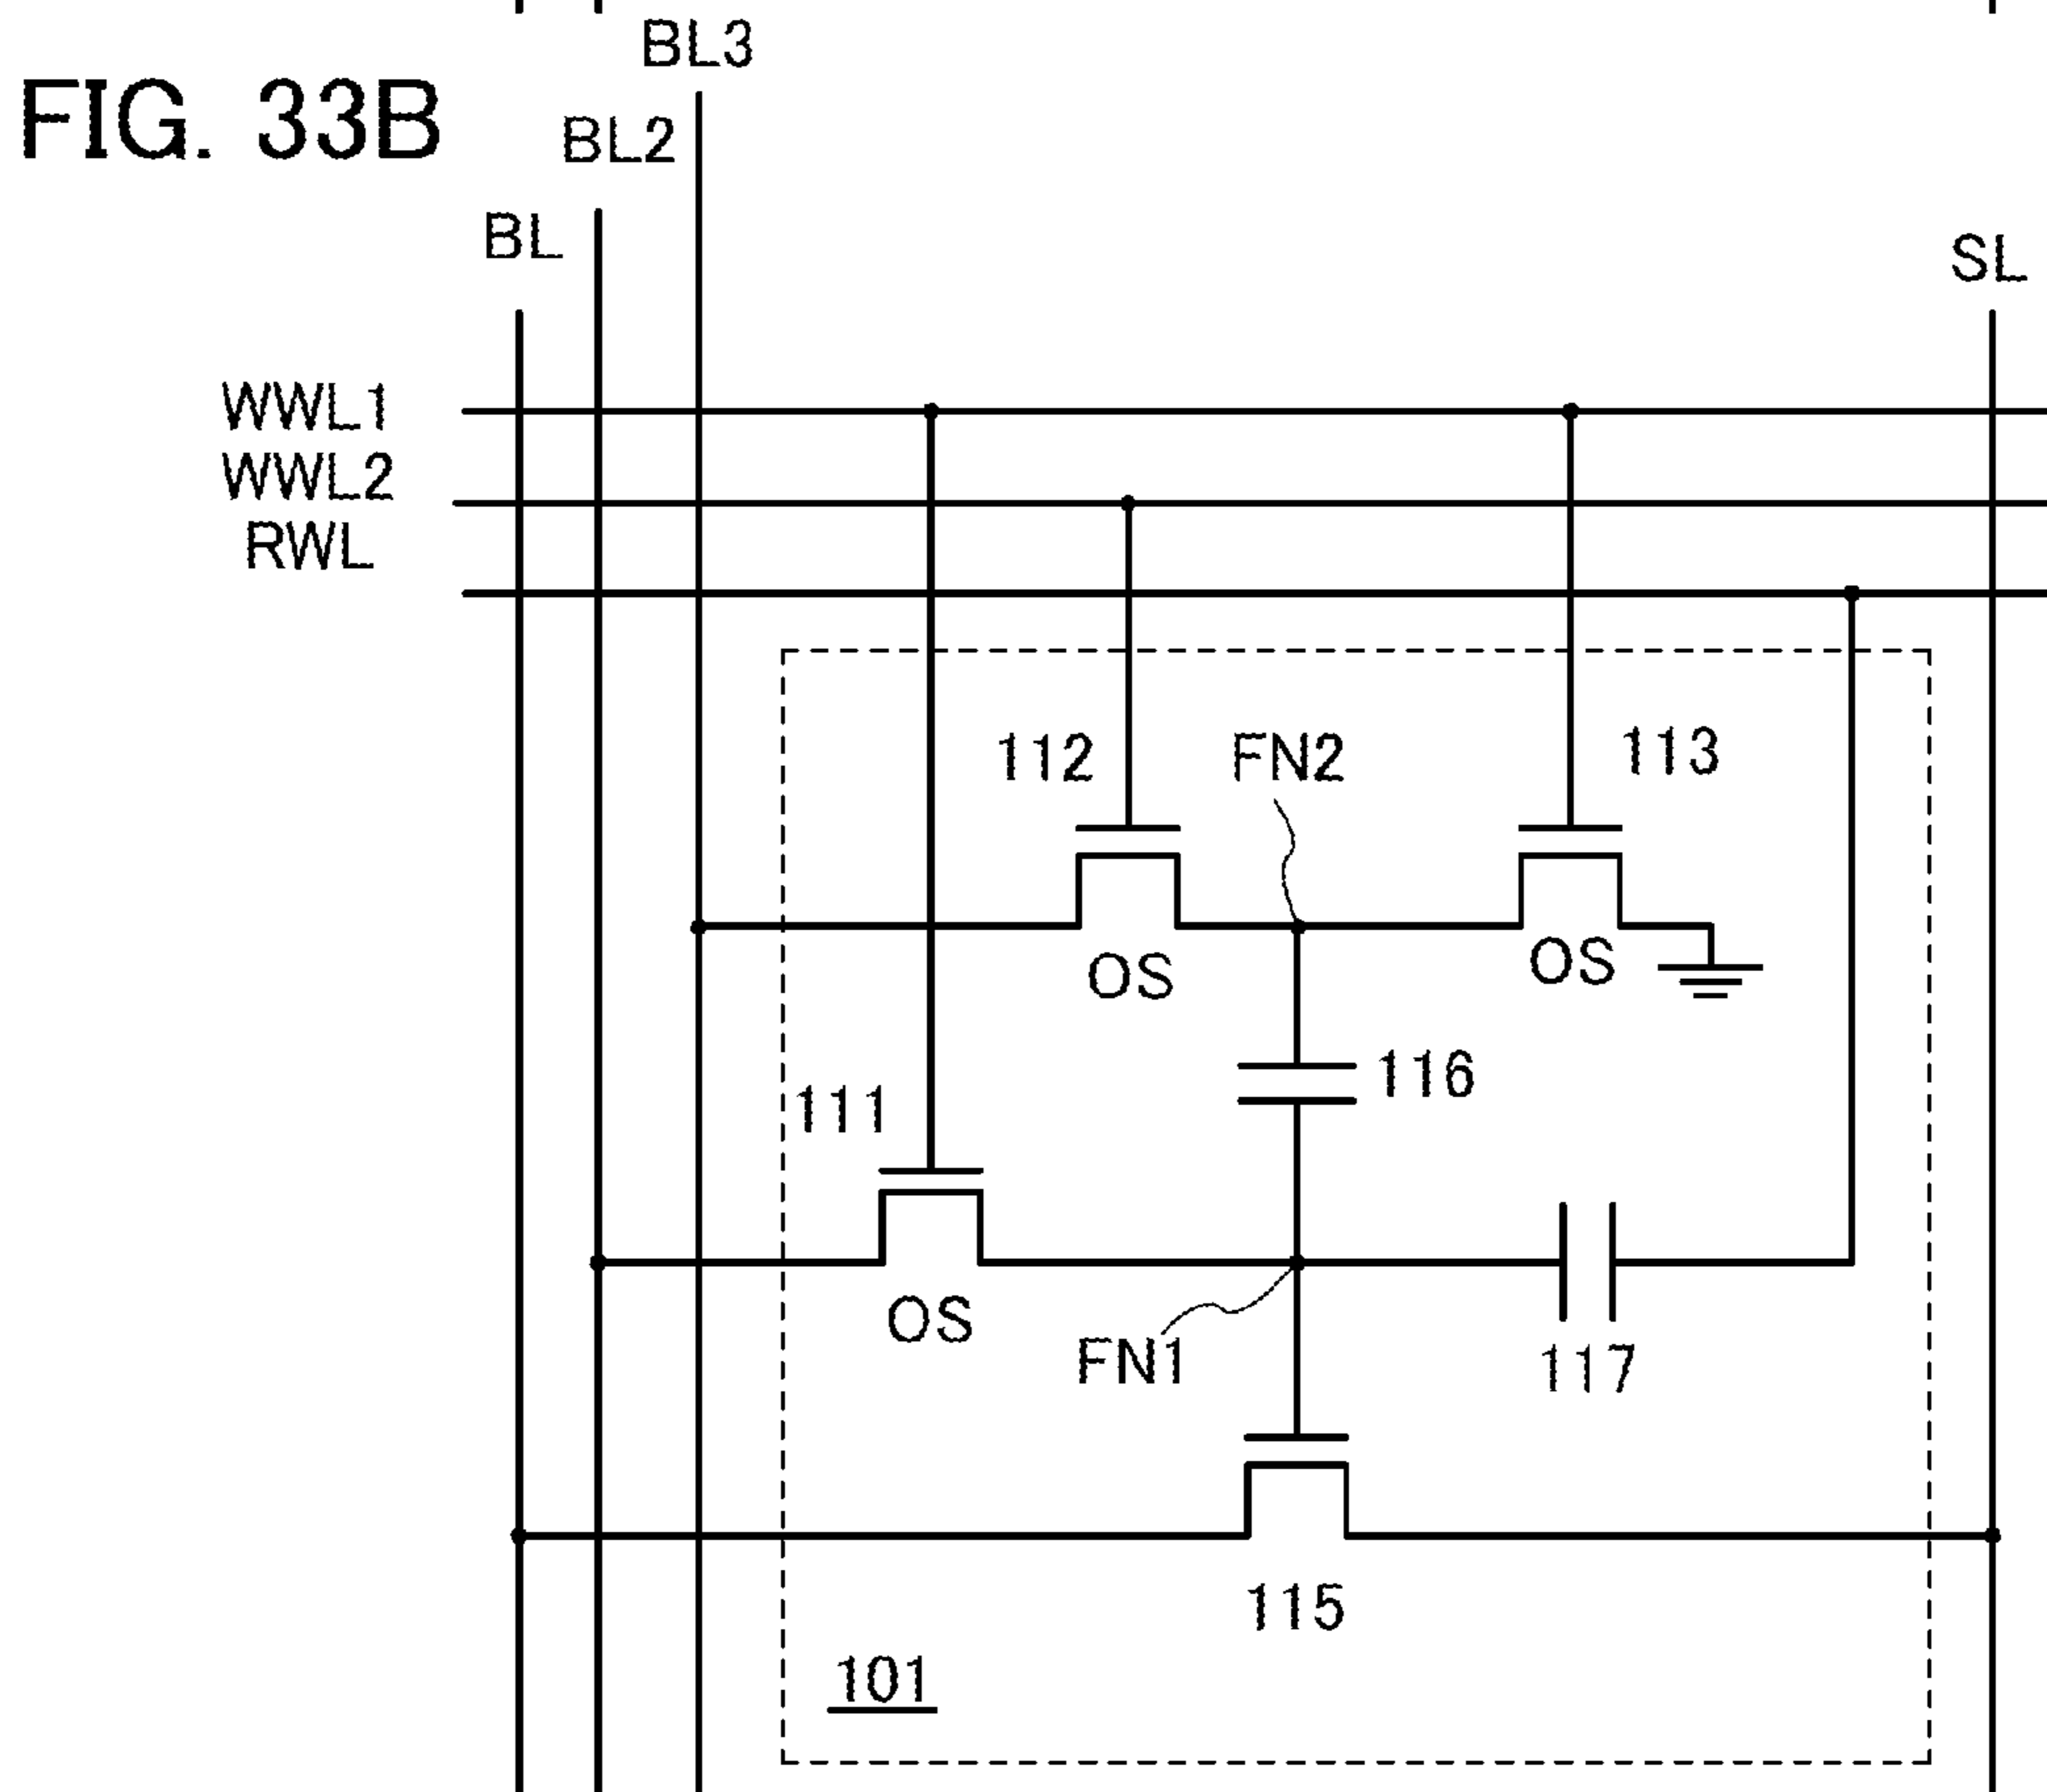 BL3
FIG. 33B
BL2
BL
SL
WWL1
WWL2
RWL
112
FN2
113
OS
OS
116
111
OS
FN1
117
115
101